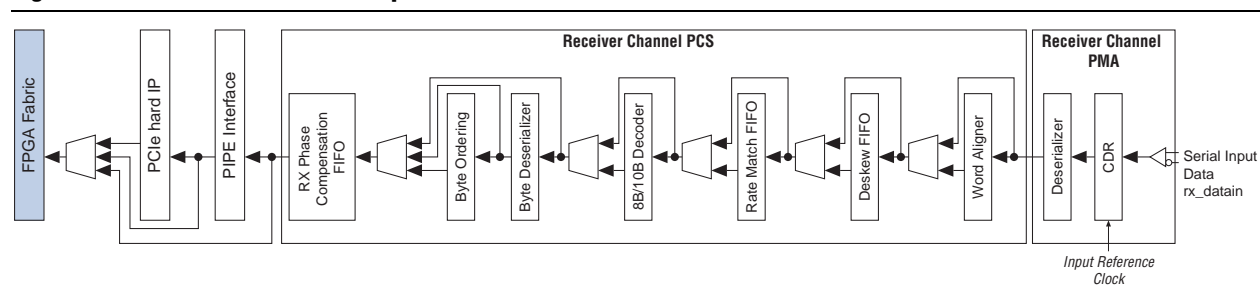 Receiver Channel PCS
Receiver Channel
PMA
FPGA Fabric
PCIe hard IP
PIPE Interface
RX Phase
Compensation
FIFO
Byte Ordering
Byte Deserializer
8B/10B Decoder
Rate Match FIFO
Deskew FIFO
Word Aligner
Deserializer
CDR
Serial Input
Data
rx_datain
Input Reference
Clock